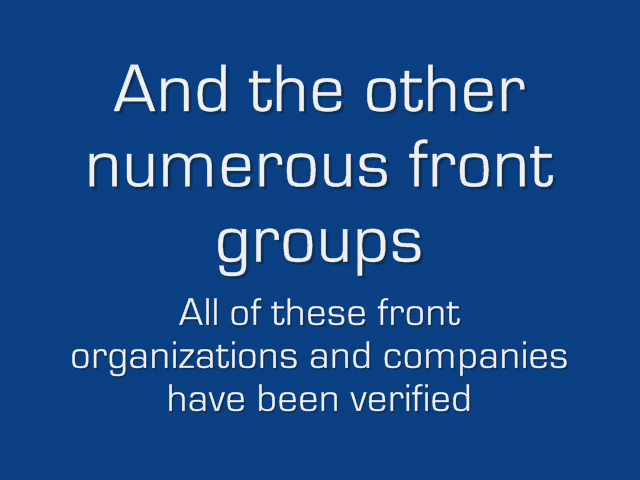 And the other
numerous front
groups
All of these front
organizations and companies
have been verified